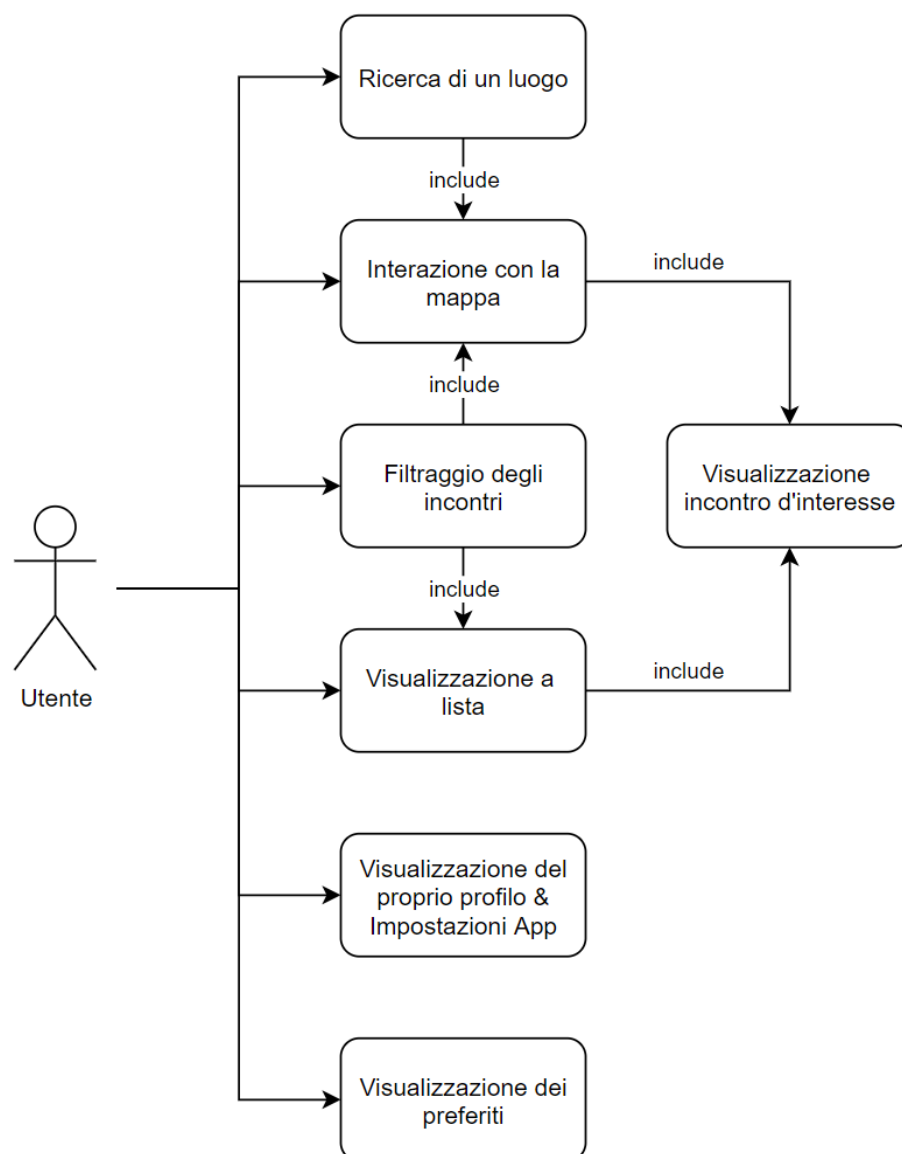 Ricerca di un luogo
include
Interazione con la
mappa
include
include
Filtraggio degli
incontri
Visualizzazione
incontro d'interesse
include
Visualizzazione a
lista
include
Utente
Visualizzazione del
proprio profilo &
Impostazioni App
Visualizzazione dei
preferiti